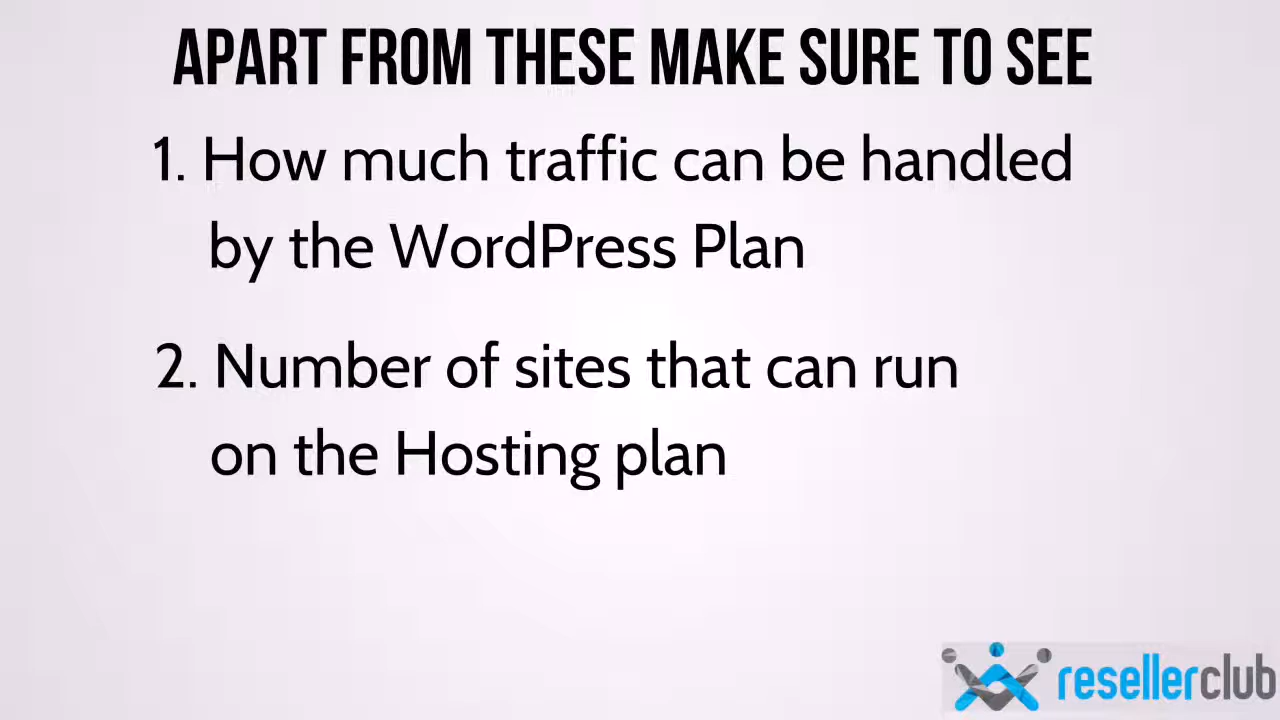 APART FROM THESE MAKE SURE TO SEE
1. How much traffic can be handled
by the WordPress Plan
2. Number of sites that can run
on the Hosting plan
resellerclub